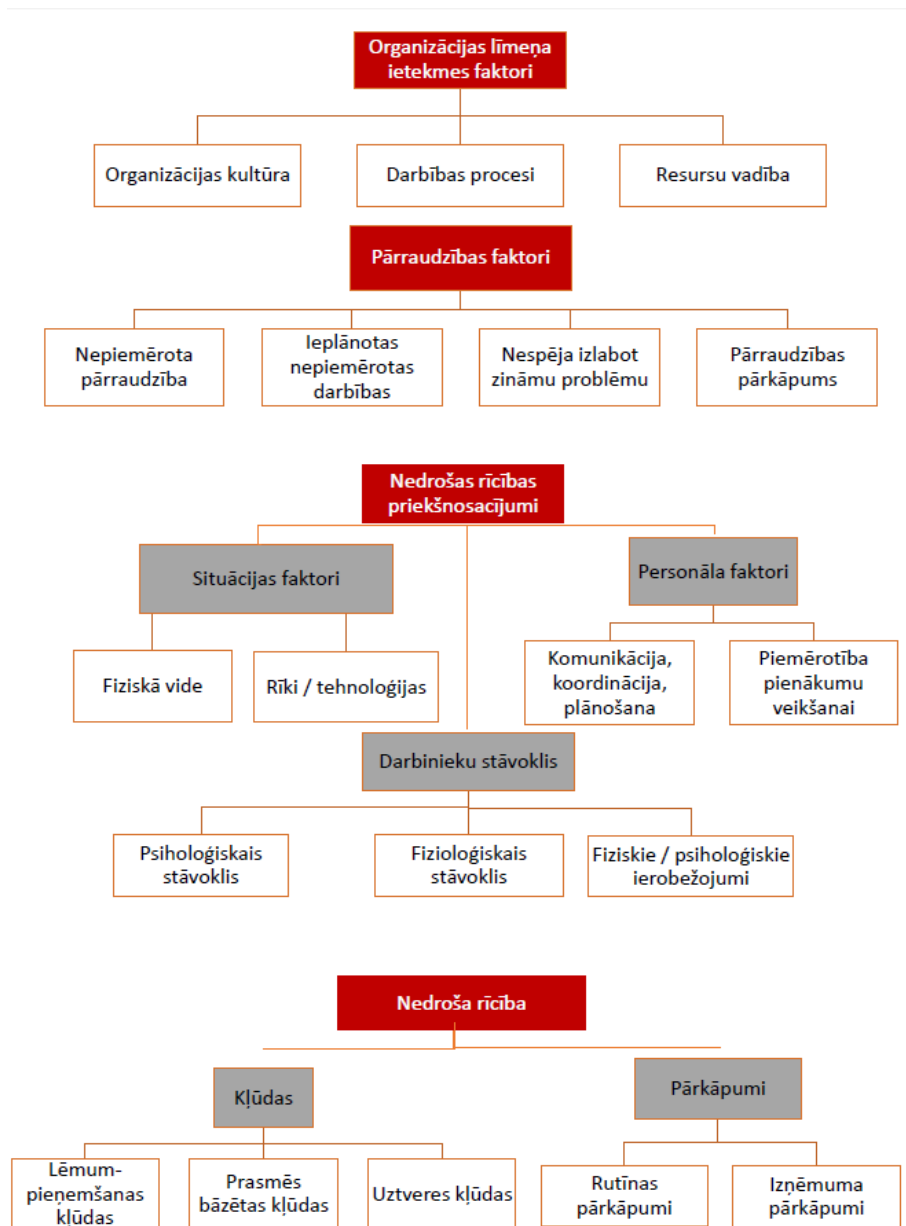 Organizācijas līmeņa
ietekmes faktori
Organizācijas kultūra
Darbības procesi
Resursu vadība
Pārraudzības faktori
Nepiemērota
pārraudzība
Ieplānotas
nepiemērotas
darbības
Nespēja izlabot
zināmu problēmu
Pārraudzības
pārkāpums
Nedrošas rīcības
priekšnosacījumi
Situācijas faktori
Personāla faktori
Fiziskā vide
Rīki / tehnoloģijas
Komunikācija,
koordinācija,
plānošana
Piemērotība
pienākumu
veikšanai
Darbinieku stāvoklis
Psiholoģiskais
stāvoklis
Fizioloģiskais
stāvoklis
Fiziskie / psiholoģiskie
ierobežojumi
Nedroša rīcība
Kļūdas
Pārkāpumi
Lēmum-
pieņemšanas
kļūdas
Prasmēs
bāzētas kļūdas
Uztveres kļūdas
Rutīnas
pārkāpumi
Izņēmuma
pārkāpumi